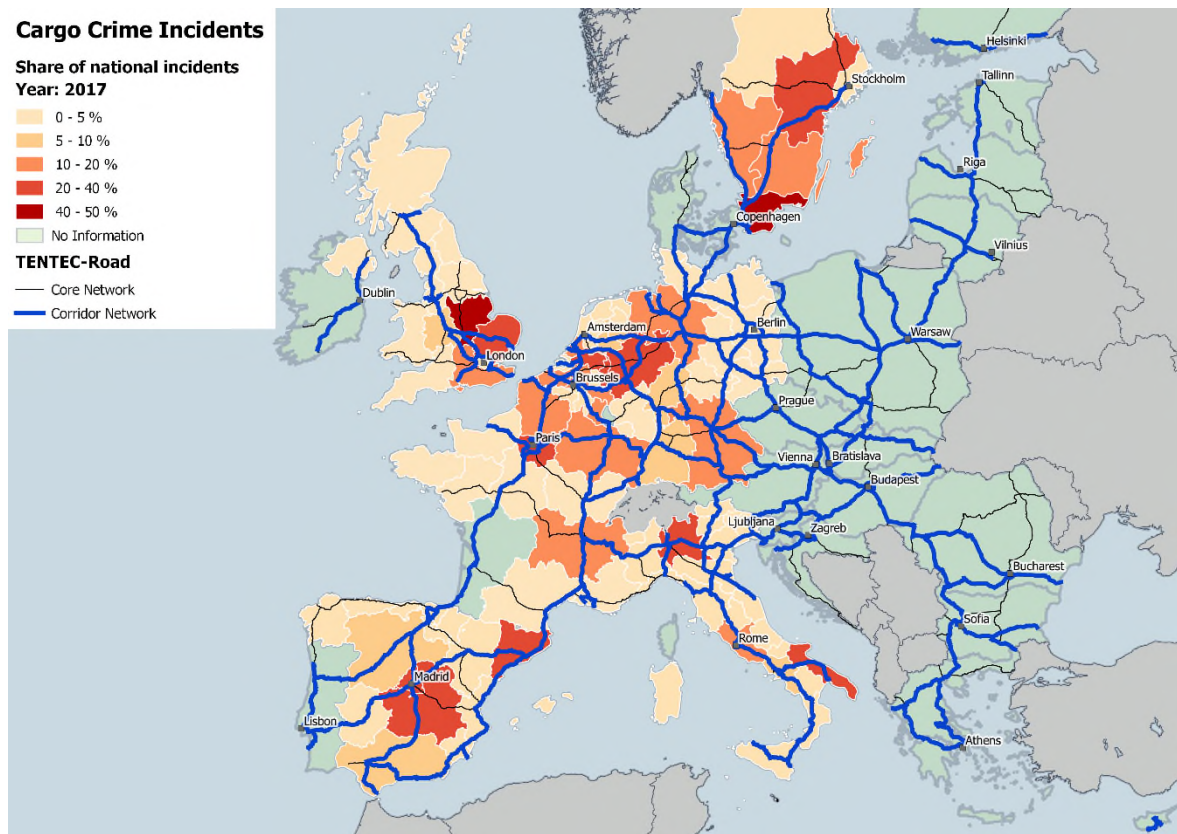 Cargo Crime Incidents
Share of national incidents
Year: 2017
0 - 5 %
5 - 10 %
10 - 20 %
20 - 40 %
40 - 50 %
No Information
TENTEC-Road
Core Network
Corridor Network
Helsinki
Stockholm
Tallinn
Riga
Copenhagen
Vilnius
Dublin
Amsterdam
Berlin
Warsaw
London
Brussels
Prague
Paris
Vienna
Bratislava
Budapest
Ljubljana
Zagreb
Bucharest
Sofia
Rome
Madrid
Lisbon
Athens